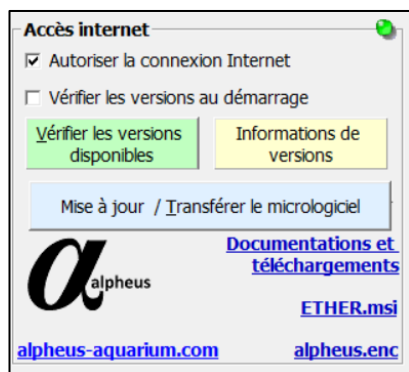 Accès internet
Autoriser la connexion Internet
Vérifier les versions au démarrage
Vérifier les versions
disponibles
Informations de
versions
Mise à jour / Transférer le micrologiciel
alpheus
Documentations et
téléchargements
ETHER.msi
alpheus-aquarium.com
alpheus.enc